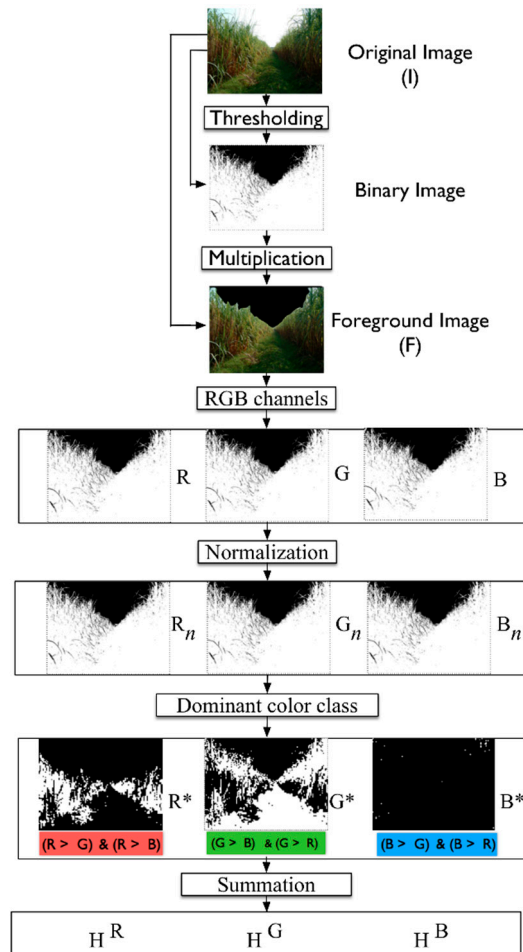 Original Image
(I)
Thresholding
Binary Image
Multiplication
Foreground Image
(F)
RGB channels
R G B
Normalization
Rn Gn Bn
Dominant color class
R* G* B*
(R > G) & (R > B) (G > B) & (G > R) (B > G) & (B > R)
Summation
H^R H^G H^B